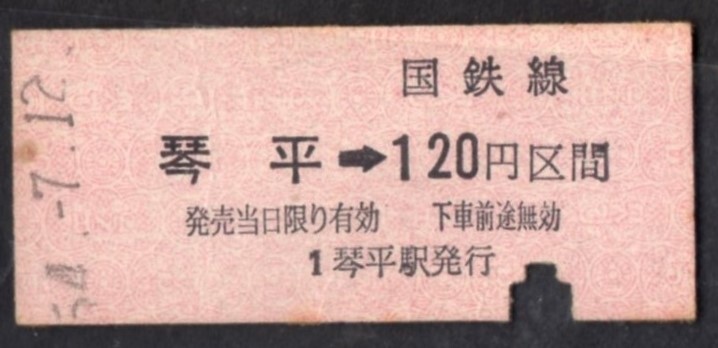 国鉄線
琴平➡120円区間
発売当日限り有効 下車前途無効
1 琴平駅発行
54.-7.12.